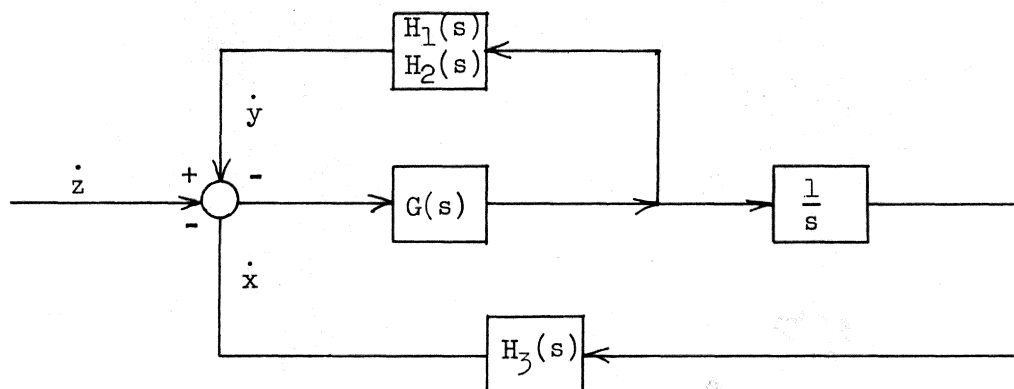 H1(s)
H2(s)
ẏ
+
-
ż
G(s)
1
s
-
ẋ
H3(s)